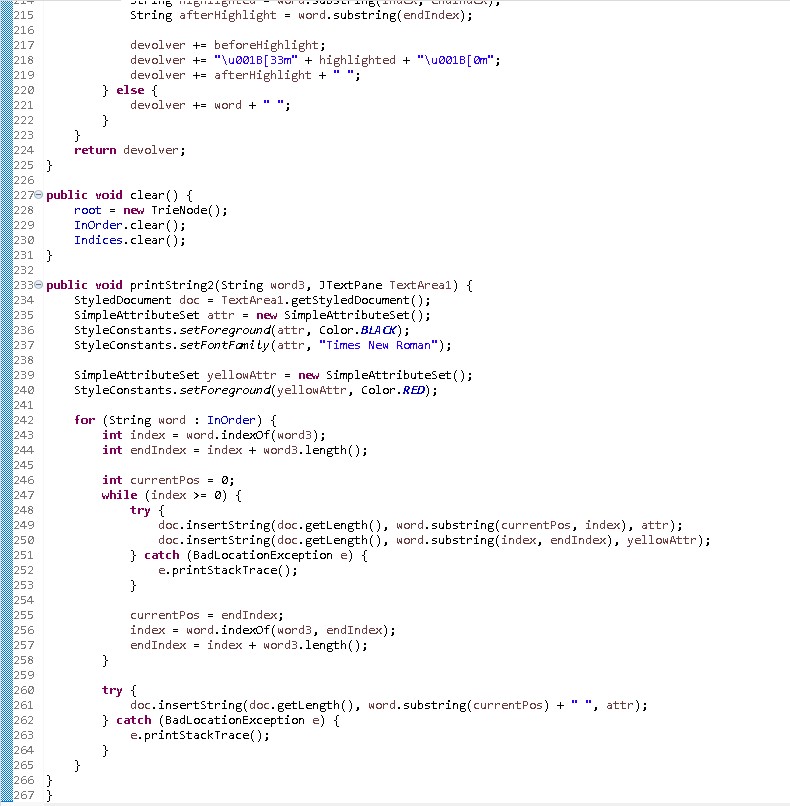 214 String highlighted = word.substring(index, endIndex);
215 String afterHighlight = word.substring(endIndex);
216
217 devolver += beforeHighlight;
218 devolver += "\u001B[33m" + highlighted + "\u001B[0m";
219 devolver += afterHighlight + " ";
220 } else {
221 devolver += word + " ";
222 }
223 }
224 return devolver;
225 }
226
227 public void clear() {
228 root = new TrieNode();
229 InOrder.clear();
230 Indices.clear();
231 }
232
233 public void printString2(String word3, JTextPane TextArea1) {
234 StyledDocument doc = TextArea1.getStyledDocument();
235 SimpleAttributeSet attr = new SimpleAttributeSet();
236 StyleConstants.setForeground(attr, Color.BLACK);
237 StyleConstants.setFontFamily(attr, "Times New Roman");
238
239 SimpleAttributeSet yellowAttr = new SimpleAttributeSet();
240 StyleConstants.setForeground(yellowAttr, Color.RED);
241
242 for (String word : InOrder) {
243 int index = word.indexOf(word3);
244 int endIndex = index + word3.length();
245
246 int currentPos = 0;
247 while (index >= 0) {
248 try {
249 doc.insertString(doc.getLength(), word.substring(currentPos, index), attr);
250 doc.insertString(doc.getLength(), word.substring(index, endIndex), yellowAttr);
251 } catch (BadLocationException e) {
252 e.printStackTrace();
253 }
254
255 currentPos = endIndex;
256 index = word.indexOf(word3, endIndex);
257 endIndex = index + word3.length();
258 }
259
260 try {
261 doc.insertString(doc.getLength(), word.substring(currentPos) + " ", attr);
262 } catch (BadLocationException e) {
263 e.printStackTrace();
264 }
265 }
266 }
267 }